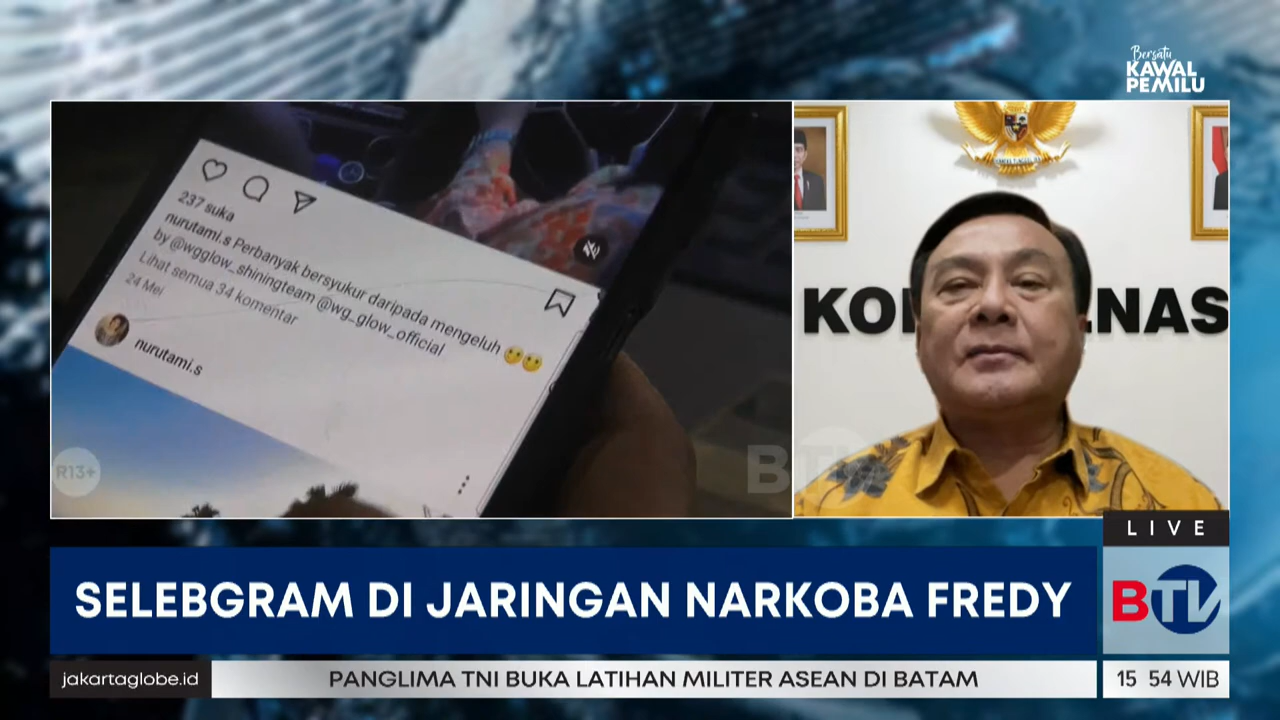 Bersatu
KAWAL
PEMILU
237 suka
nurutami.s Perbanyak bersyukur daripada mengeluh 😶😶
by @wgglow_shiningteam @wg_glow_official
Lihat semua 34 komentar
24 Mei
nurutami.s
R13+
BTV
KO
LNAS
LIVE
SELEBGRAM DI JARINGAN NARKOBA FREDY
BTV
jakartaglobe.id
PANGLIMA TNI BUKA LATIHAN MILITER ASEAN DI BATAM
15 54 WIB